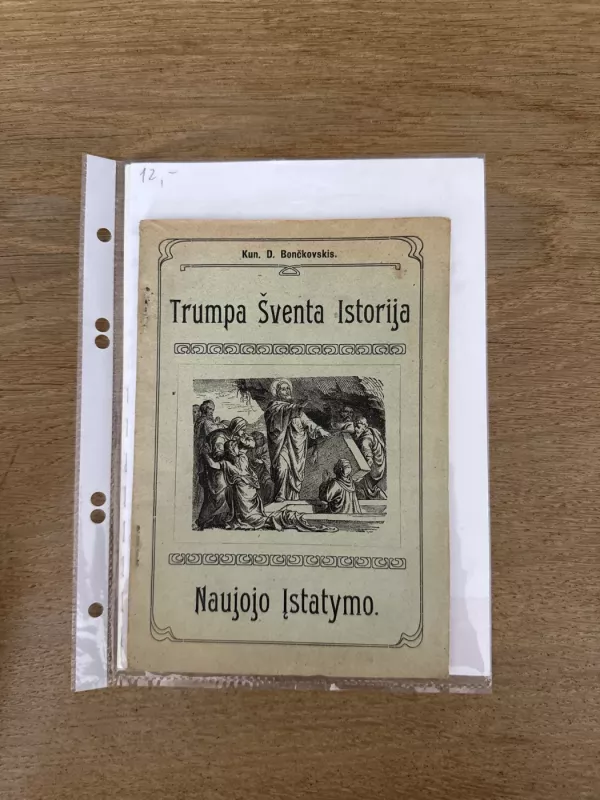 12,-
Kun. D. Bončkovskis.
Trumpa Šventa Istorija
Naujojo Įstatymo.